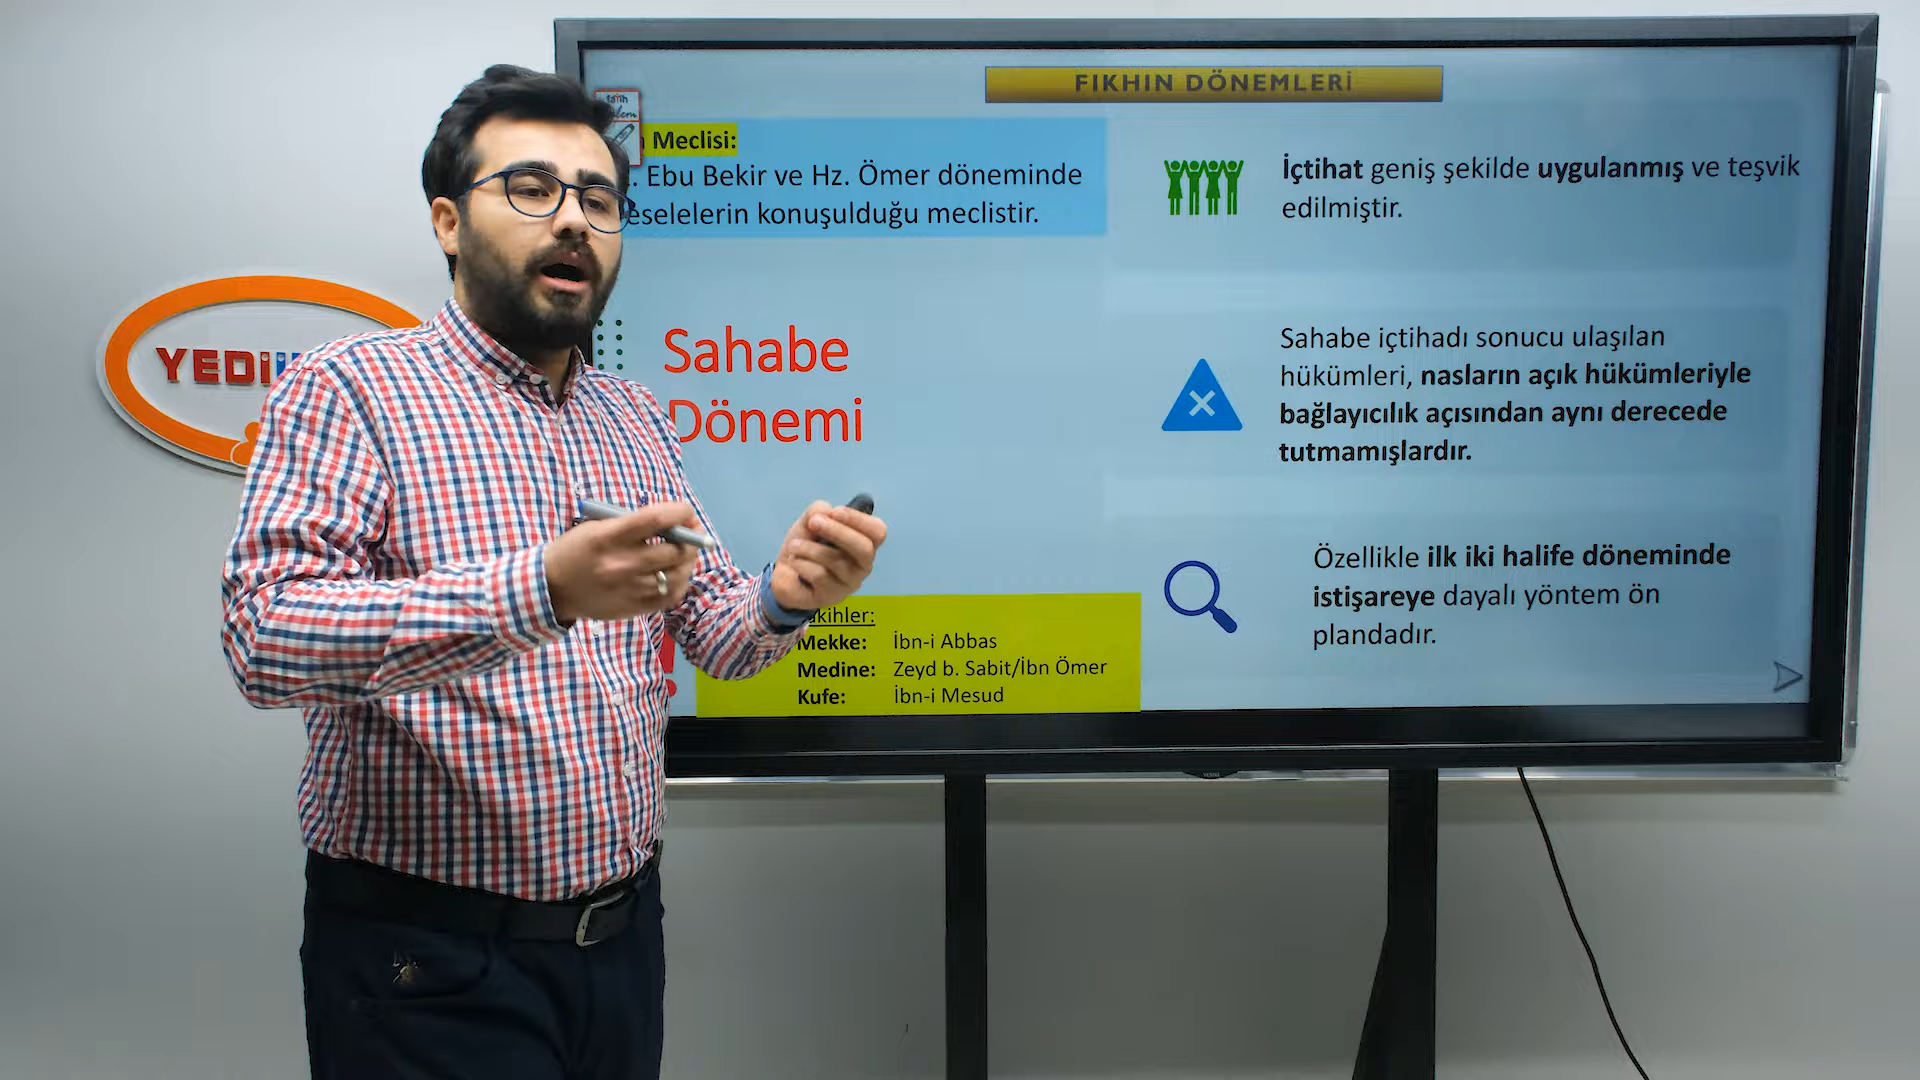 FIKHIN DÖNEMLERİ
tarih
Meclisi:
Ebu Bekir ve Hz. Ömer döneminde
eselelerin konuşulduğu meclistir.
Sahabe
Dönemi
akihler:
Mekke: İbn-i Abbas
Medine: Zeyd b. Sabit/İbn Ömer
Kufe: İbn-i Mesud
İçtihat geniş şekilde uygulanmış ve teşvik
edilmiştir.
Sahabe içtihadı sonucu ulaşılan
hükümleri, nasların açık hükümleriyle
bağlayıcılık açısından aynı derecede
tutmamışlardır.
Özellikle ilk iki halife döneminde
istişareye dayalı yöntem ön
plandadır.
YEDİ